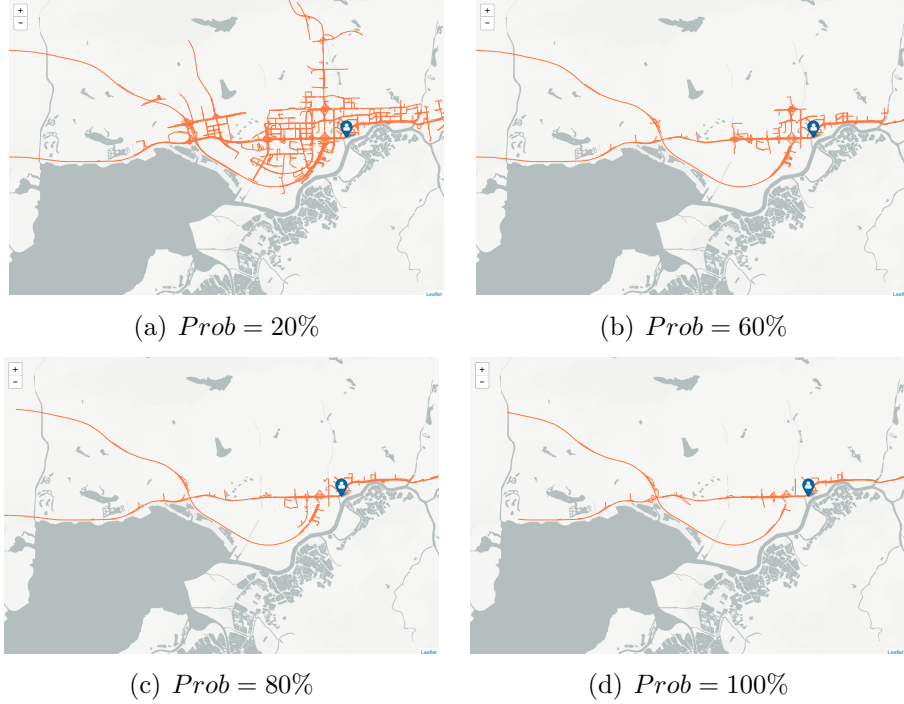 +
−
Leaflet
(a) Prob = 20%
+
−
Leaflet
(b) Prob = 60%
+
−
Leaflet
(c) Prob = 80%
+
−
Leaflet
(d) Prob = 100%